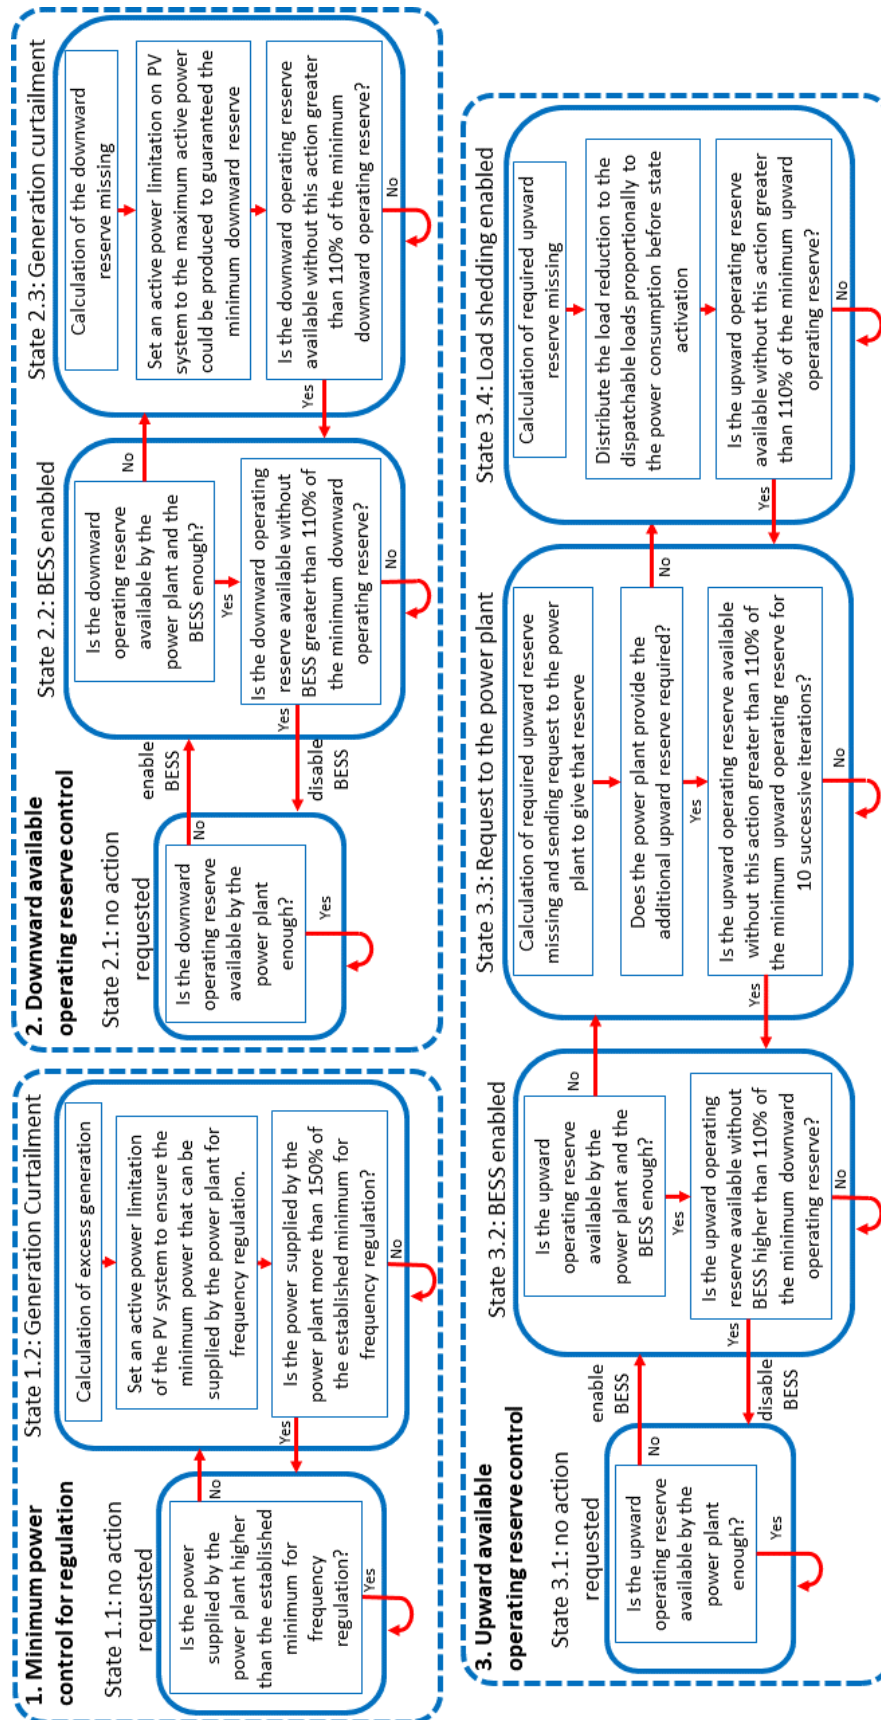 1. Minimum power
control for regulation
State 1.1: no action
requested
Is the power
supplied by the
power plant higher
than the established
minimum for
frequency
regulation?
Yes
No
State 1.2: Generation Curtailment
Calculation of excess generation
Set an active power limitation
of the PV system to ensure the
minimum power that can be
supplied by the power plant for
frequency regulation.
Is the power supplied by the
power plant more than 150% of
the established minimum for
frequency regulation?
Yes
No
2. Downward available
operating reserve control
State 2.1: no action
requested
Is the downward
operating reserve
available by the
power plant
enough?
Yes
No
enable
BESS
disable
BESS
State 2.2: BESS enabled
Is the downward
operating reserve
available by the
power plant and the
BESS enough?
No
Yes
Is the downward operating
reserve available without
BESS greater than 110% of
the minimum downward
operating reserve?
Yes
No
State 2.3: Generation curtailment
Calculation of the downward
reserve missing
Set an active power limitation on PV
system to the maximum active power
could be produced to guaranteed the
minimum downward reserve
Is the downward operating reserve
available without this action greater
than 110% of the minimum
downward operating reserve?
Yes
No
3. Upward available
operating reserve control
State 3.1: no action
requested
Is the upward
operating reserve
available by the
power plant
enough?
Yes
No
enable
BESS
disable
BESS
State 3.2: BESS enabled
Is the upward
operating reserve
available by the
power plant and the
BESS enough?
No
Yes
Is the upward operating
reserve available without
BESS higher than 110% of
the minimum downward
operating reserve?
Yes
No
State 3.3: Request to the power plant
Calculation of required upward reserve
missing and sending request to the power
plant to give that reserve
Does the power plant provide the
additional upward reserve required?
No
Yes
Is the upward operating reserve available
without this action greater than 110% of
the minimum upward operating reserve for
10 successive iterations?
Yes
No
State 3.4: Load shedding enabled
Calculation of required upward
reserve missing
Distribute the load reduction to the
dispatchable loads proportionally to
the power consumption before state
activation
Is the upward operating reserve
available without this action greater
than 110% of the minimum upward
operating reserve?
Yes
No